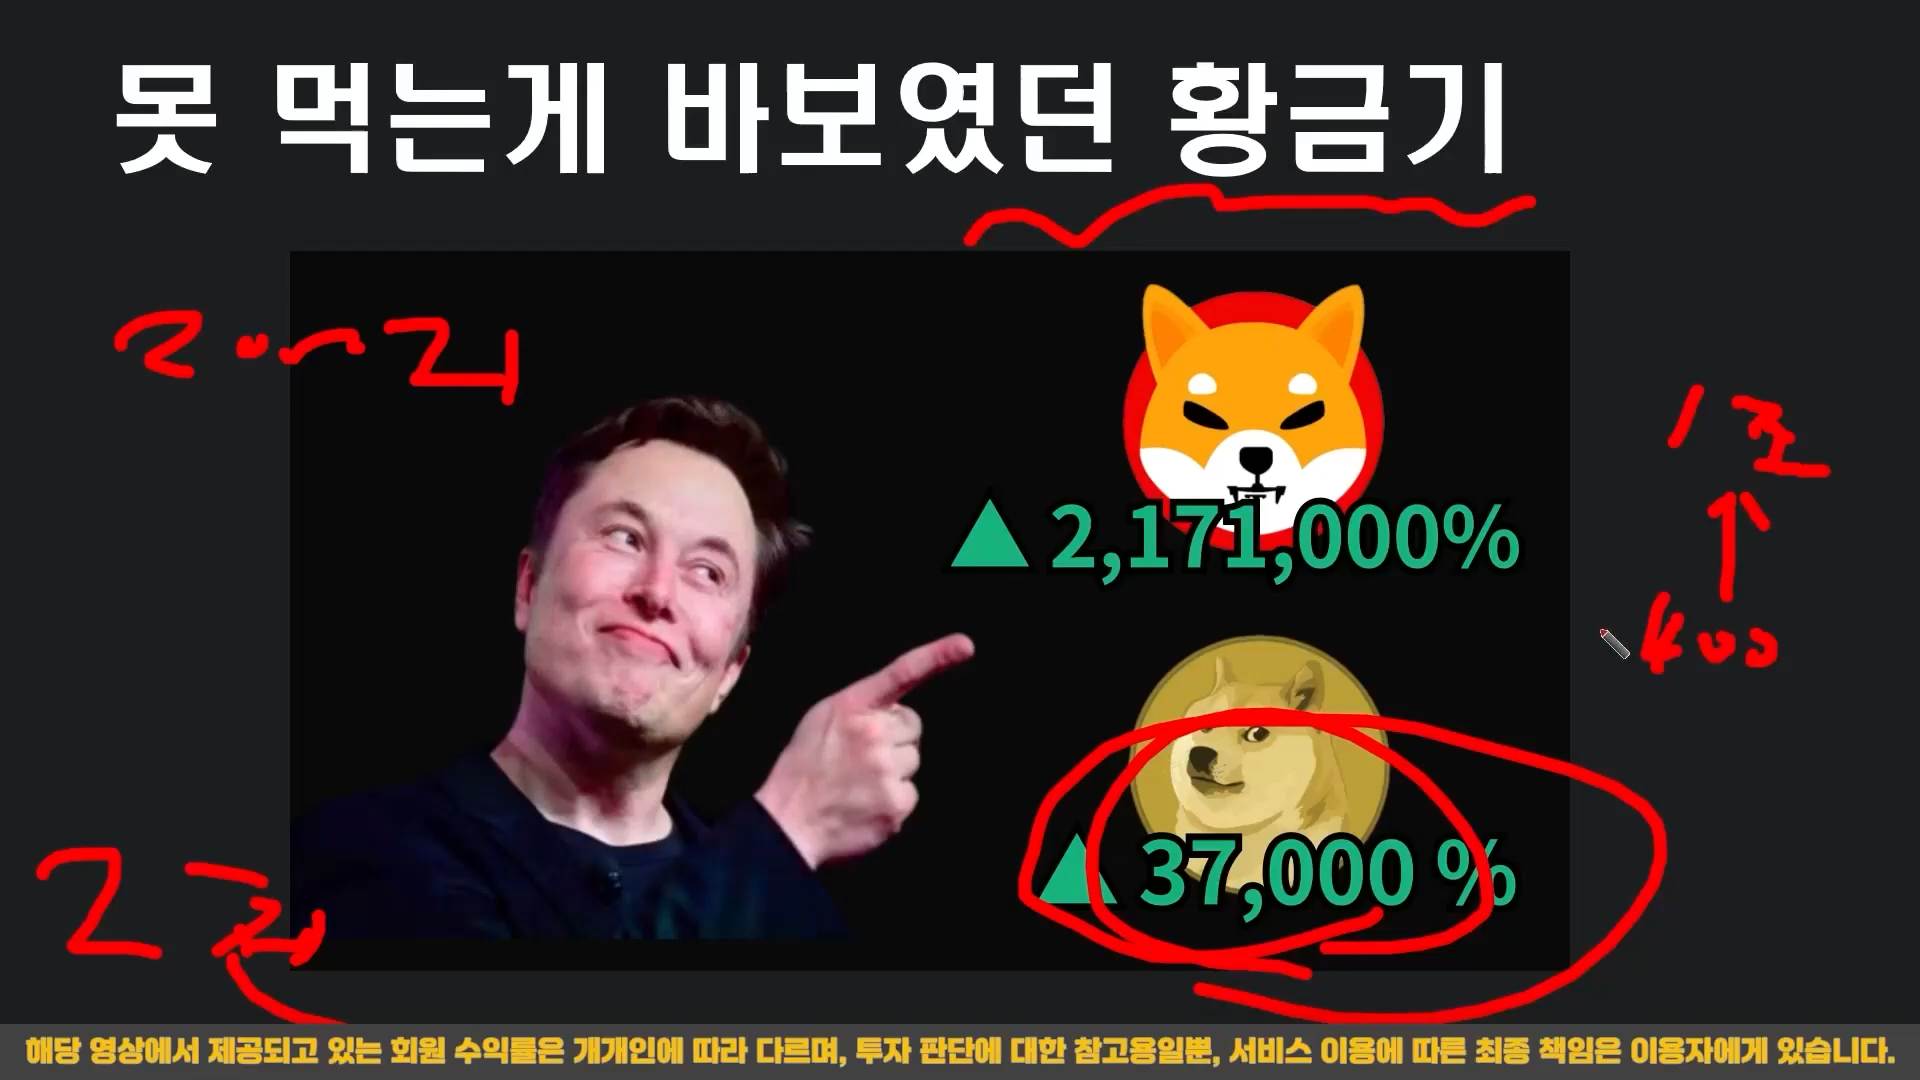 못 먹는게 바보였던 황금기
1조
▲ 2,171,000%
400
▲ 37,000 %
해당 영상에서 제공되고 있는 회원 수익률은 개개인에 따라 다르며, 투자 판단에 대한 참고용일뿐, 서비스 이용에 따른 최종 책임은 이용자에게 있습니다.